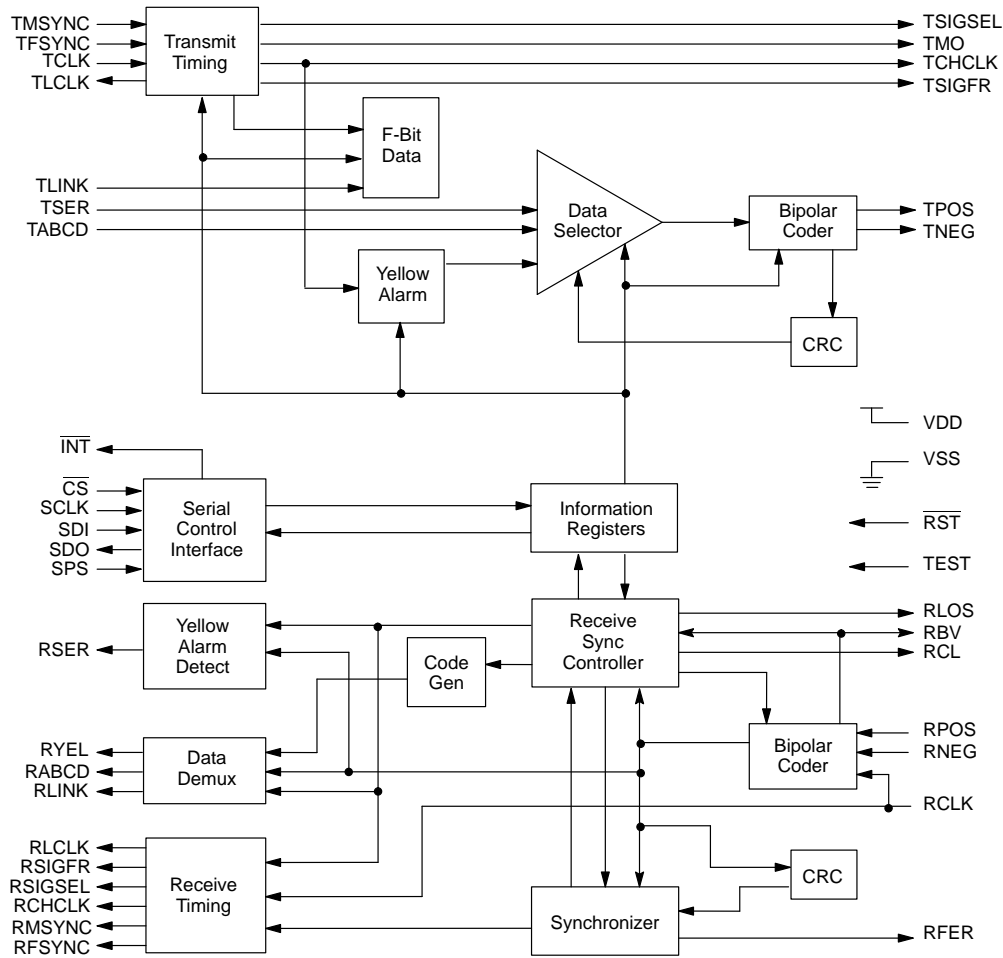 TMSYNC
TFSYNC
TCLK
TLCLK
Transmit
Timing
TSIGSEL
TMO
TCHCLK
TSIGFR
F-Bit
Data
TLINK
TSER
TABCD
Data
Selector
Bipolar
Coder
TPOS
TNEG
Yellow
Alarm
CRC
INT
CS
SCLK
SDI
SDO
SPS
Serial
Control
Interface
Information
Registers
VDD
VSS
RST
TEST
RSER
Yellow
Alarm
Detect
Code
Gen
Receive
Sync
Controller
RLOS
RBV
RCL
RYEL
RABCD
RLINK
Data
Demux
Bipolar
Coder
RPOS
RNEG
RCLK
RLCLK
RSIGFR
RSIGSEL
RCHCLK
RMSYNC
RFSYNC
Receive
Timing
Synchronizer
CRC
RFER